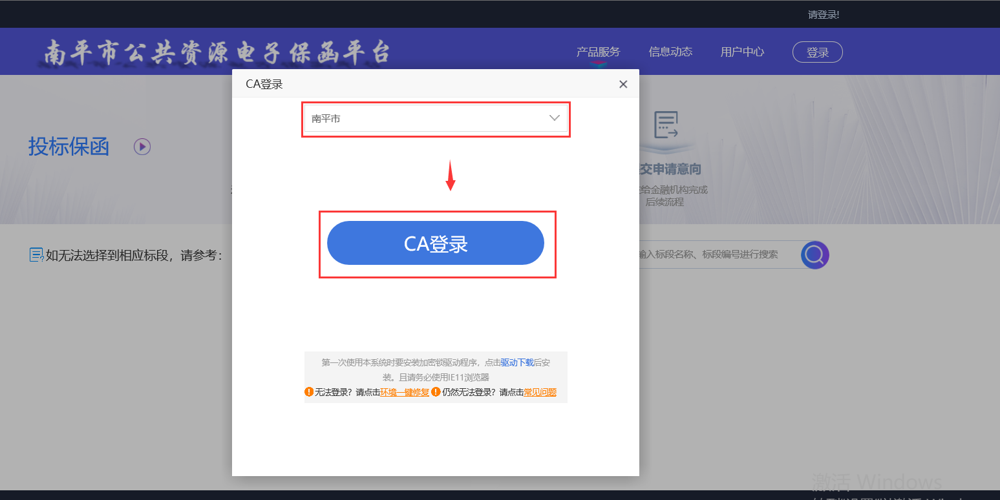 请登录!
南平市公共资源电子保函平台
产品服务
信息动态
用户中心
登录
CA登录
南平市
投标保函
交申请意向
给金融机构完成
后续流程
CA登录
如无法选择到相应标段，请参考：
输入标段名称、标段编号进行搜索
第一次使用本系统时要安装加密锁驱动程序，点击驱动下载后安
装。且请务必使用IE11浏览器
无法登录？请点击环境一键修复 仍然无法登录？请点击常见问题
激活 Windows